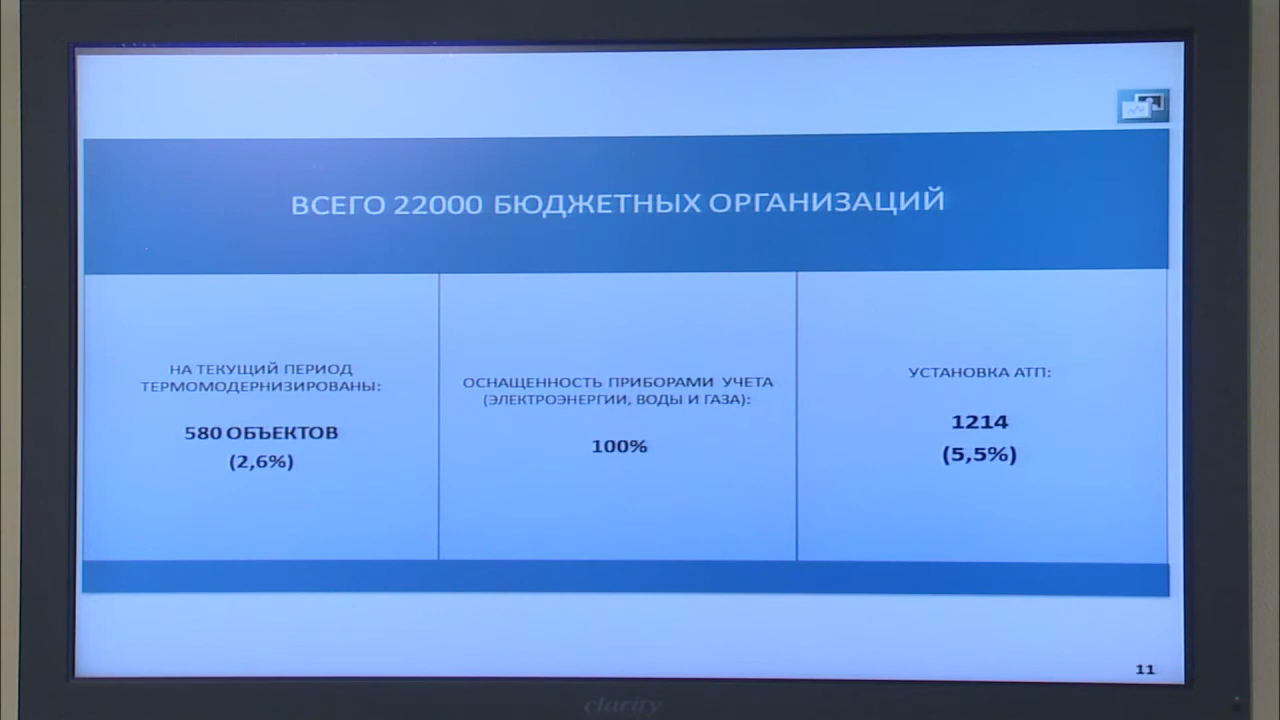 ВСЕГО 22000 БЮДЖЕТНЫХ ОРГАНИЗАЦИЙ
НА ТЕКУЩИЙ ПЕРИОД
ТЕРМОМОДЕРНИЗИРОВАНЫ:
580 ОБЪЕКТОВ
(2,6%)
ОСНАЩЕННОСТЬ ПРИБОРАМИ УЧЕТА
(ЭЛЕКТРОЭНЕРГИИ, ВОДЫ И ГАЗА):
100%
УСТАНОВКА АТП:
1214
(5,5%)
11
clarity